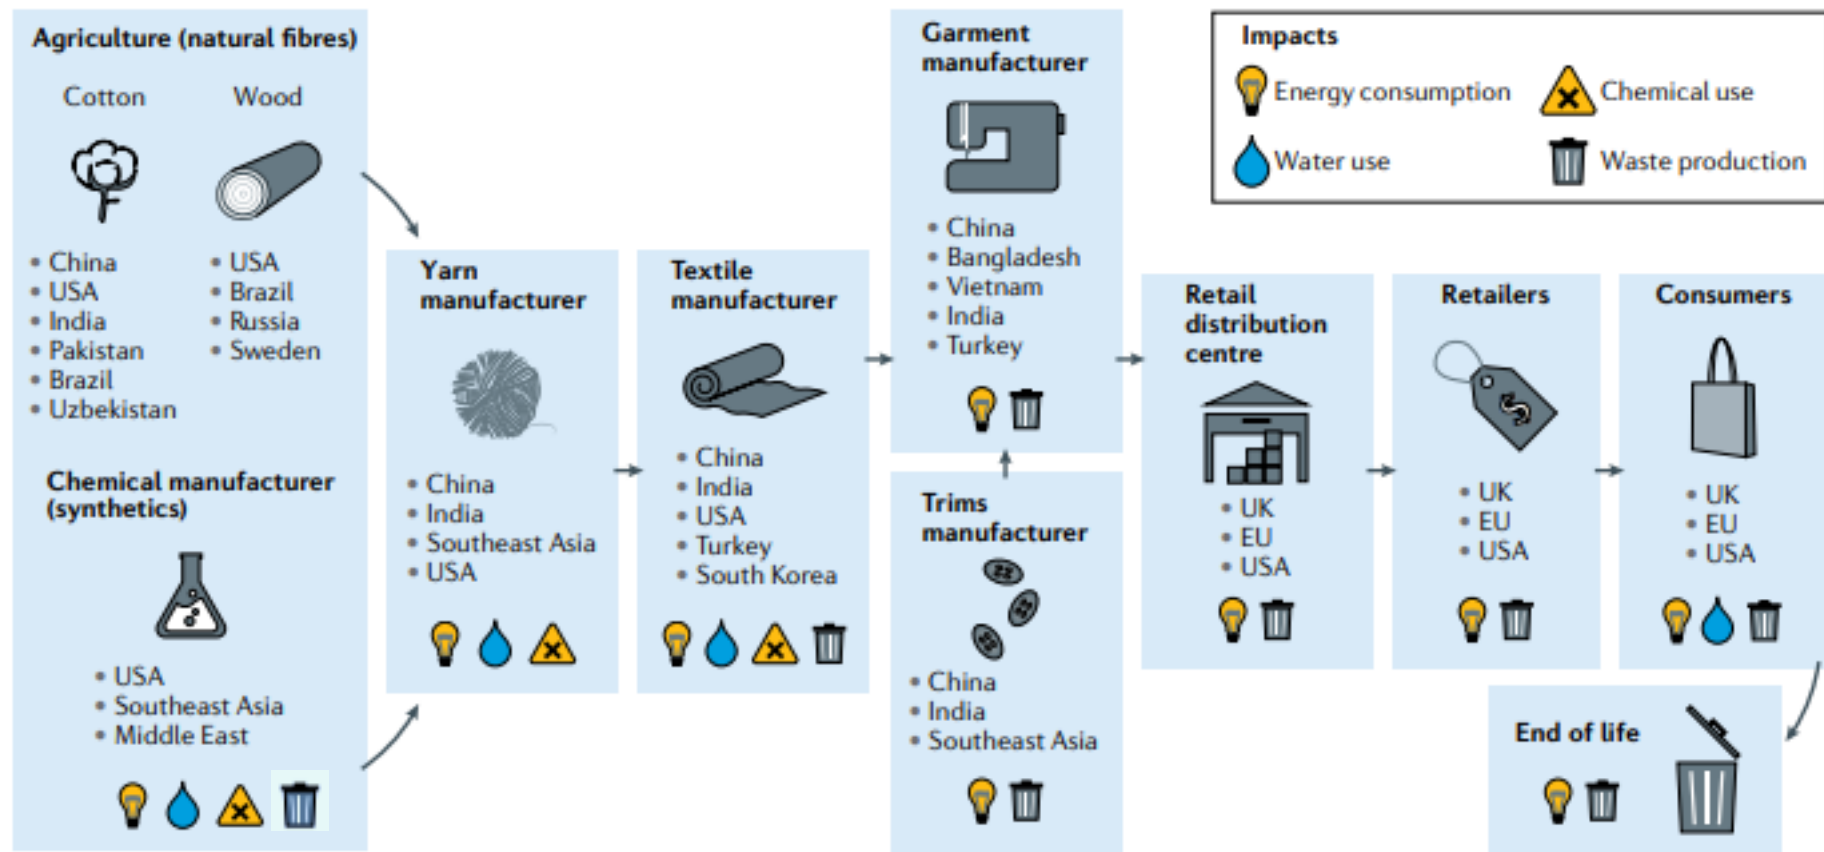 Agriculture (natural fibres)
Cotton
• China
• USA
• India
• Pakistan
• Brazil
• Uzbekistan
Wood
• USA
• Brazil
• Russia
• Sweden
Chemical manufacturer
(synthetics)
• USA
• Southeast Asia
• Middle East
Yarn
manufacturer
• China
• India
• Southeast Asia
• USA
Textile
manufacturer
• China
• India
• USA
• Turkey
• South Korea
Garment
manufacturer
• China
• Bangladesh
• Vietnam
• India
• Turkey
Trims
manufacturer
• China
• India
• Southeast Asia
Retail
distribution
centre
• UK
• EU
• USA
Retailers
$
• UK
• EU
• USA
Consumers
• UK
• EU
• USA
End of life
Impacts
Energy consumption
Chemical use
Water use
Waste production